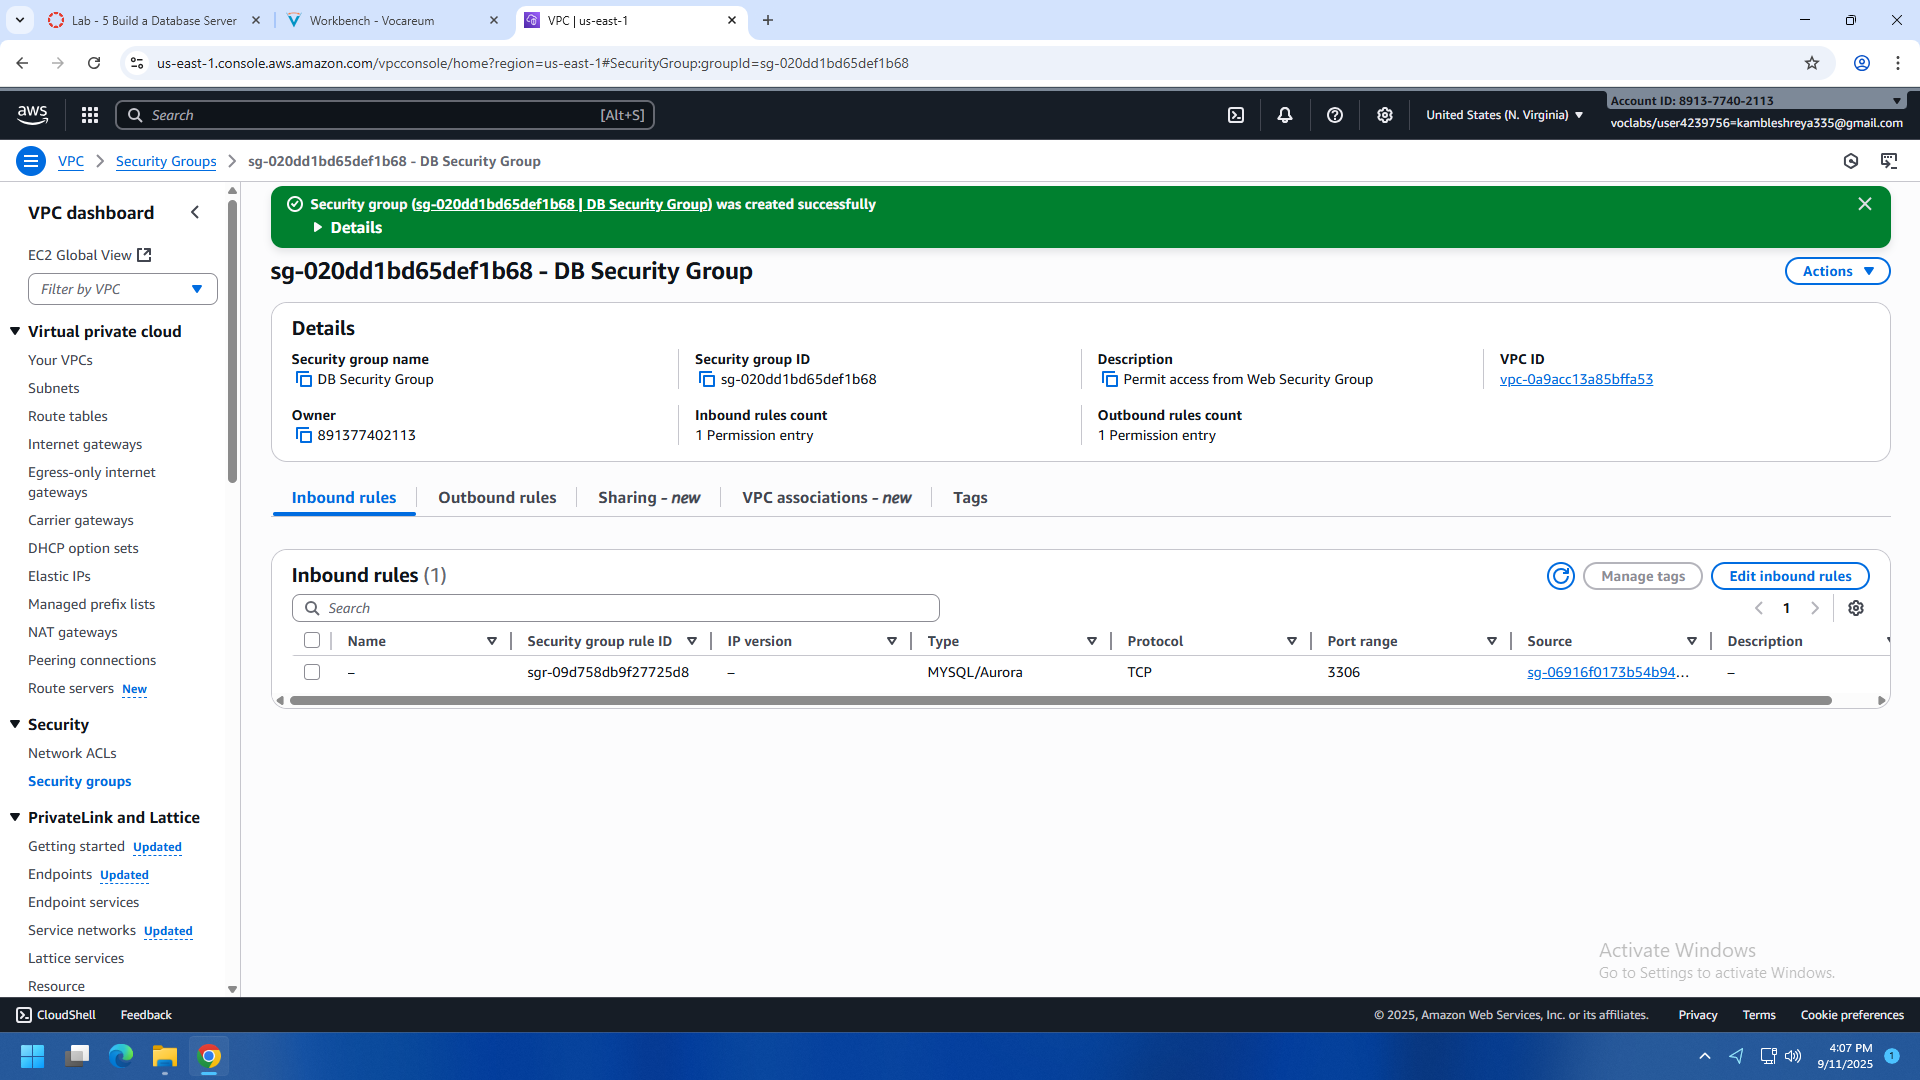 Lab - 5 Build a Database Server
Workbench - Vocareum
VPC | us-east-1
us-east-1.console.aws.amazon.com/vpcconsole/home?region=us-east-1#SecurityGroup:groupId=sg-020dd1bd65def1b68
aws
Search
[Alt+S]
United States (N. Virginia)
Account ID: 8913-7740-2113
voclabs/user4239756=kambleshreya335@gmail.com
VPC
Security Groups
sg-020dd1bd65def1b68 - DB Security Group
VPC dashboard
EC2 Global View
Filter by VPC
Virtual private cloud
Your VPCs
Subnets
Route tables
Internet gateways
Egress-only internet
gateways
Carrier gateways
DHCP option sets
Elastic IPs
Managed prefix lists
NAT gateways
Peering connections
Route servers New
Security
Network ACLs
Security groups
PrivateLink and Lattice
Getting started Updated
Endpoints Updated
Endpoint services
Service networks Updated
Lattice services
Resource
Security group (sg-020dd1bd65def1b68 | DB Security Group) was created successfully
Details
sg-020dd1bd65def1b68 - DB Security Group
Actions
Details
Security group name
DB Security Group
Security group ID
sg-020dd1bd65def1b68
Description
Permit access from Web Security Group
VPC ID
vpc-0a9acc13a85bffa53
Owner
891377402113
Inbound rules count
1 Permission entry
Outbound rules count
1 Permission entry
Inbound rules
Outbound rules
Sharing - new
VPC associations - new
Tags
Inbound rules (1)
Manage tags
Edit inbound rules
Search
1
Name Security group rule ID IP version Type Protocol Port range Source Description
– sgr-09d758db9f27725d8 – MYSQL/Aurora TCP 3306 sg-06916f0173b54b94... –
Activate Windows
Go to Settings to activate Windows.
CloudShell
Feedback
© 2025, Amazon Web Services, Inc. or its affiliates.
Privacy
Terms
Cookie preferences
4:07 PM
9/11/2025
1